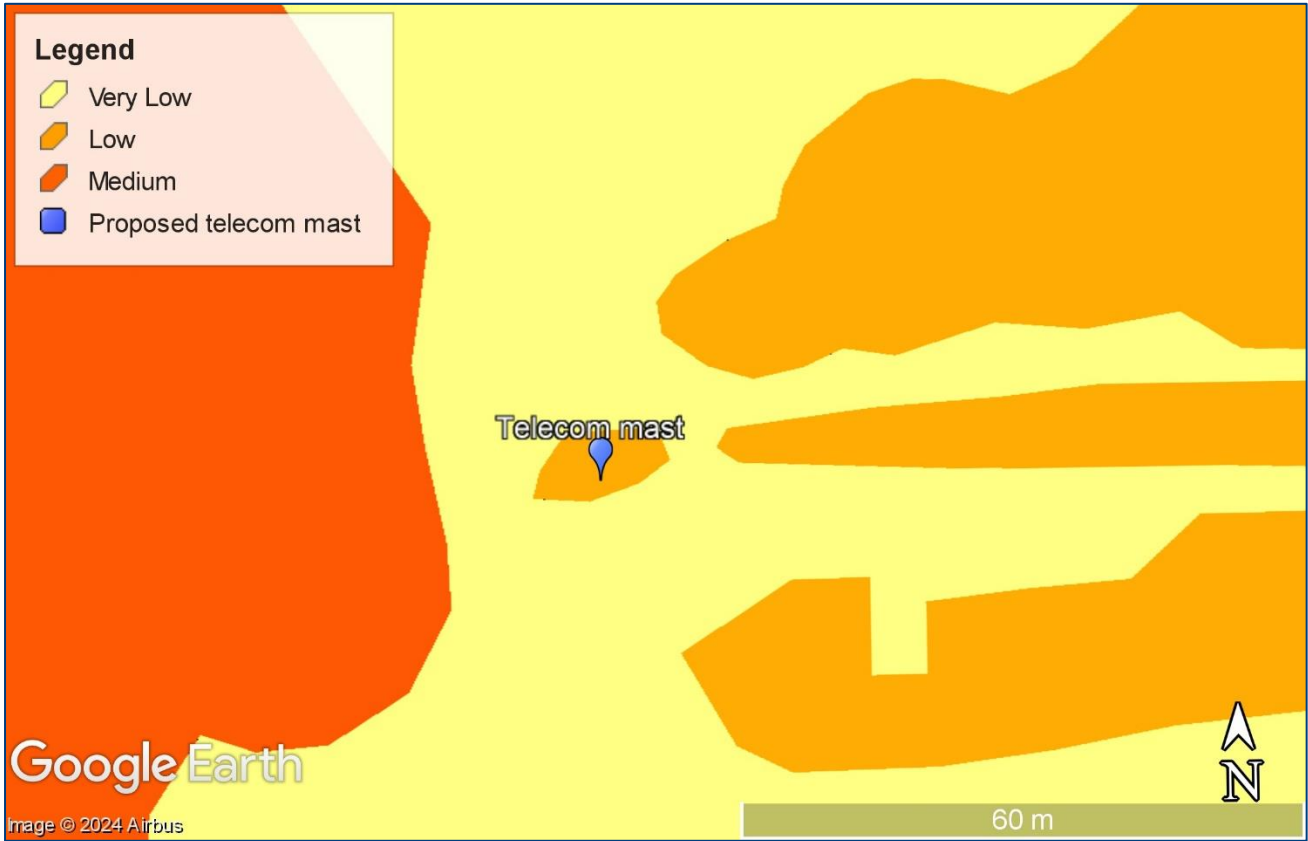 Legend
Very Low
Low
Medium
Proposed telecom mast
Telecom mast
Google Earth
N
Image © 2024 Airbus
60 m